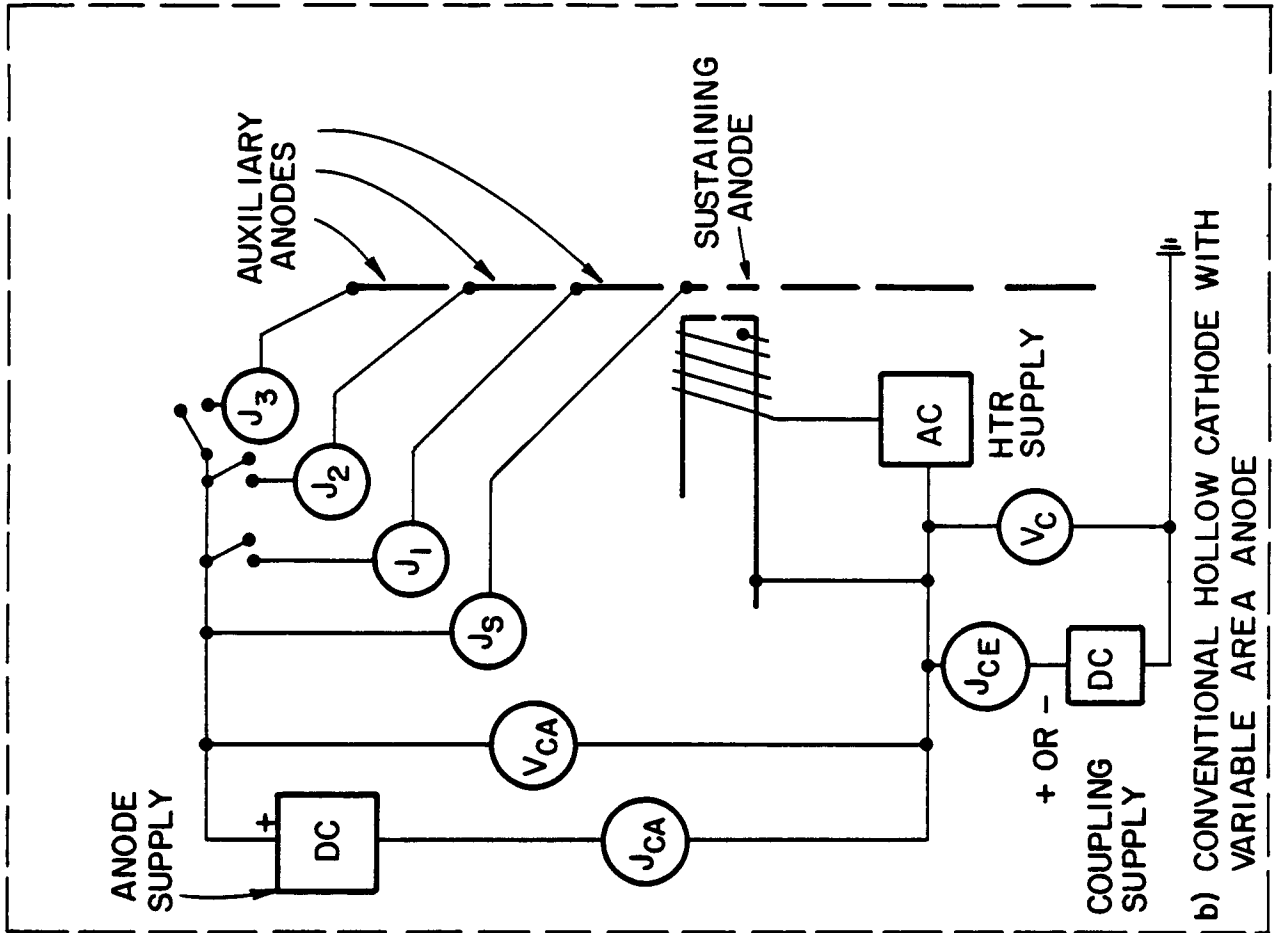 AUXILIARY
ANODES
SUSTAINING
ANODE
J3
J2
J1
JS
VCA
ANODE
SUPPLY
+
DC
JCA
AC
HTR
SUPPLY
VC
JCE
+ OR -
DC
COUPLING
SUPPLY
b) CONVENTIONAL HOLLLOW CATHODE WITH
VARIABLE AREA ANODE